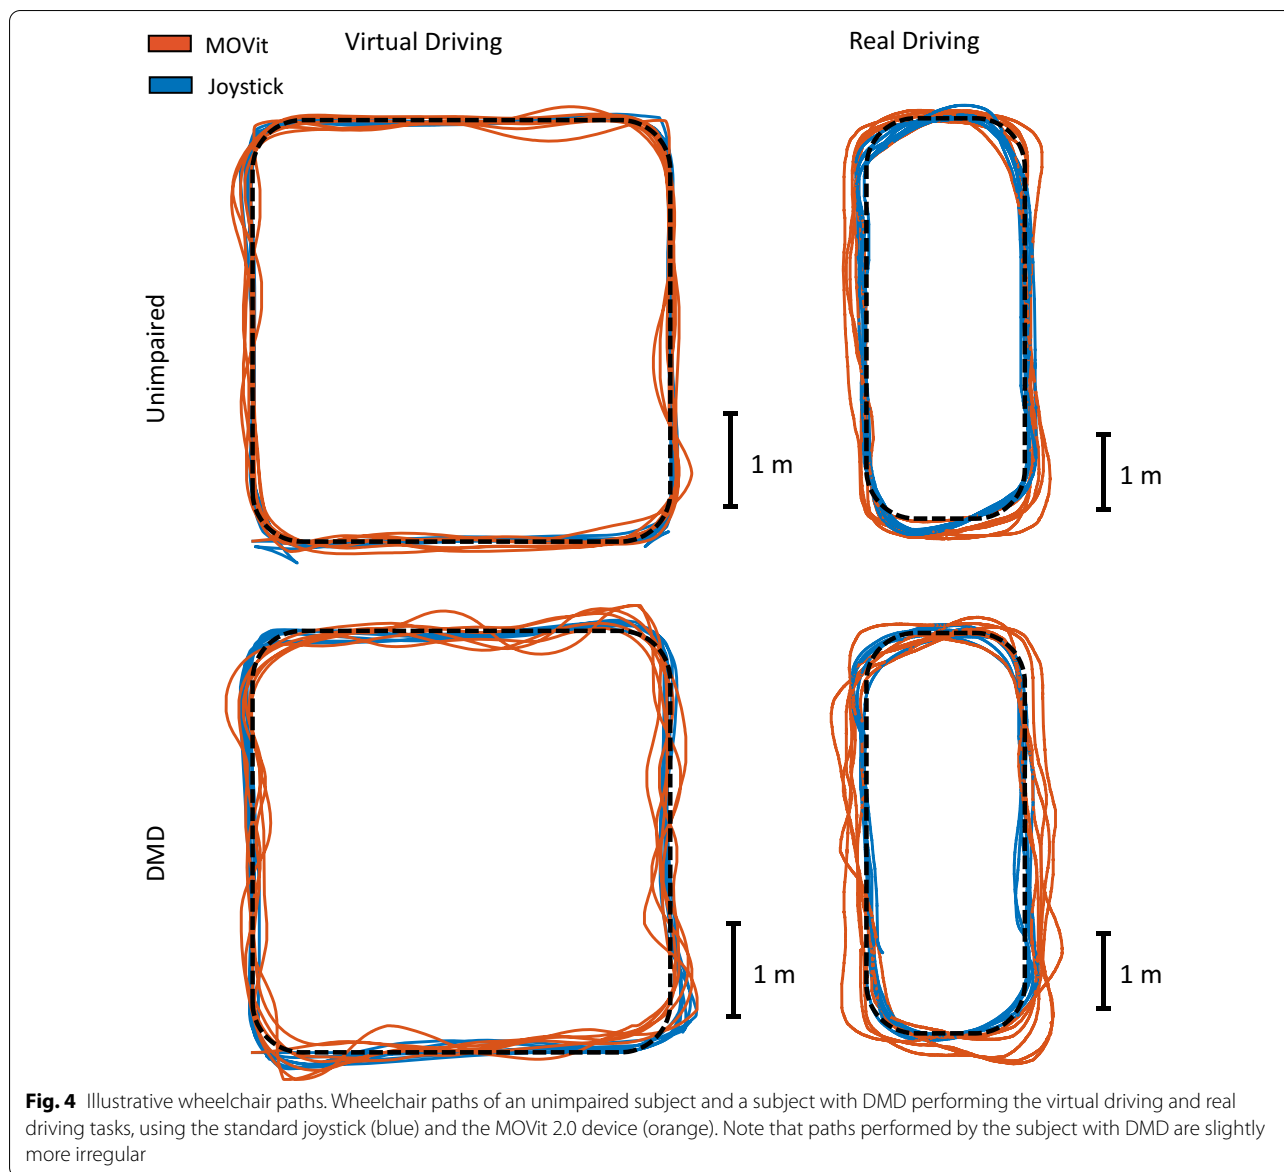 MOVit
Joystick
Virtual Driving
Real Driving
Unimpaired
1 m
1 m
DMD
1 m
1 m
Fig. 4 Illustrative wheelchair paths. Wheelchair paths of an unimpaired subject and a subject with DMD performing the virtual driving and real
driving tasks, using the standard joystick (blue) and the MOVit 2.0 device (orange). Note that paths performed by the subject with DMD are slightly
more irregular